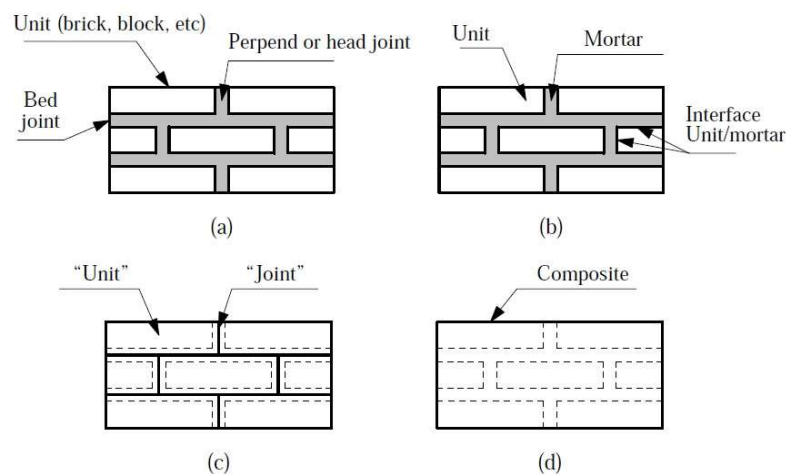 Unit (brick, block, etc)
Perpend or head joint
Bed
joint
(a)
Unit
Mortar
Interface
Unit/mortar
(b)
“Unit”
“Joint”
(c)
Composite
(d)